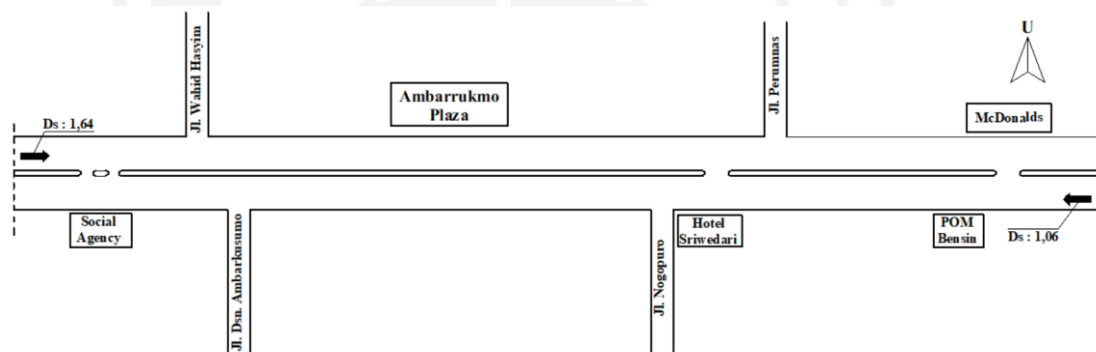 Jl. Wahid Hasyim
Ambarrukmo
Plaza
Jl. Perumnas
U
McDonalds
Ds : 1,64
Social
Agency
Jl. Dsn. Ambarkusumo
Jl. Nogopuro
Hotel
Sriwedari
POM
Bensin
Ds : 1,06